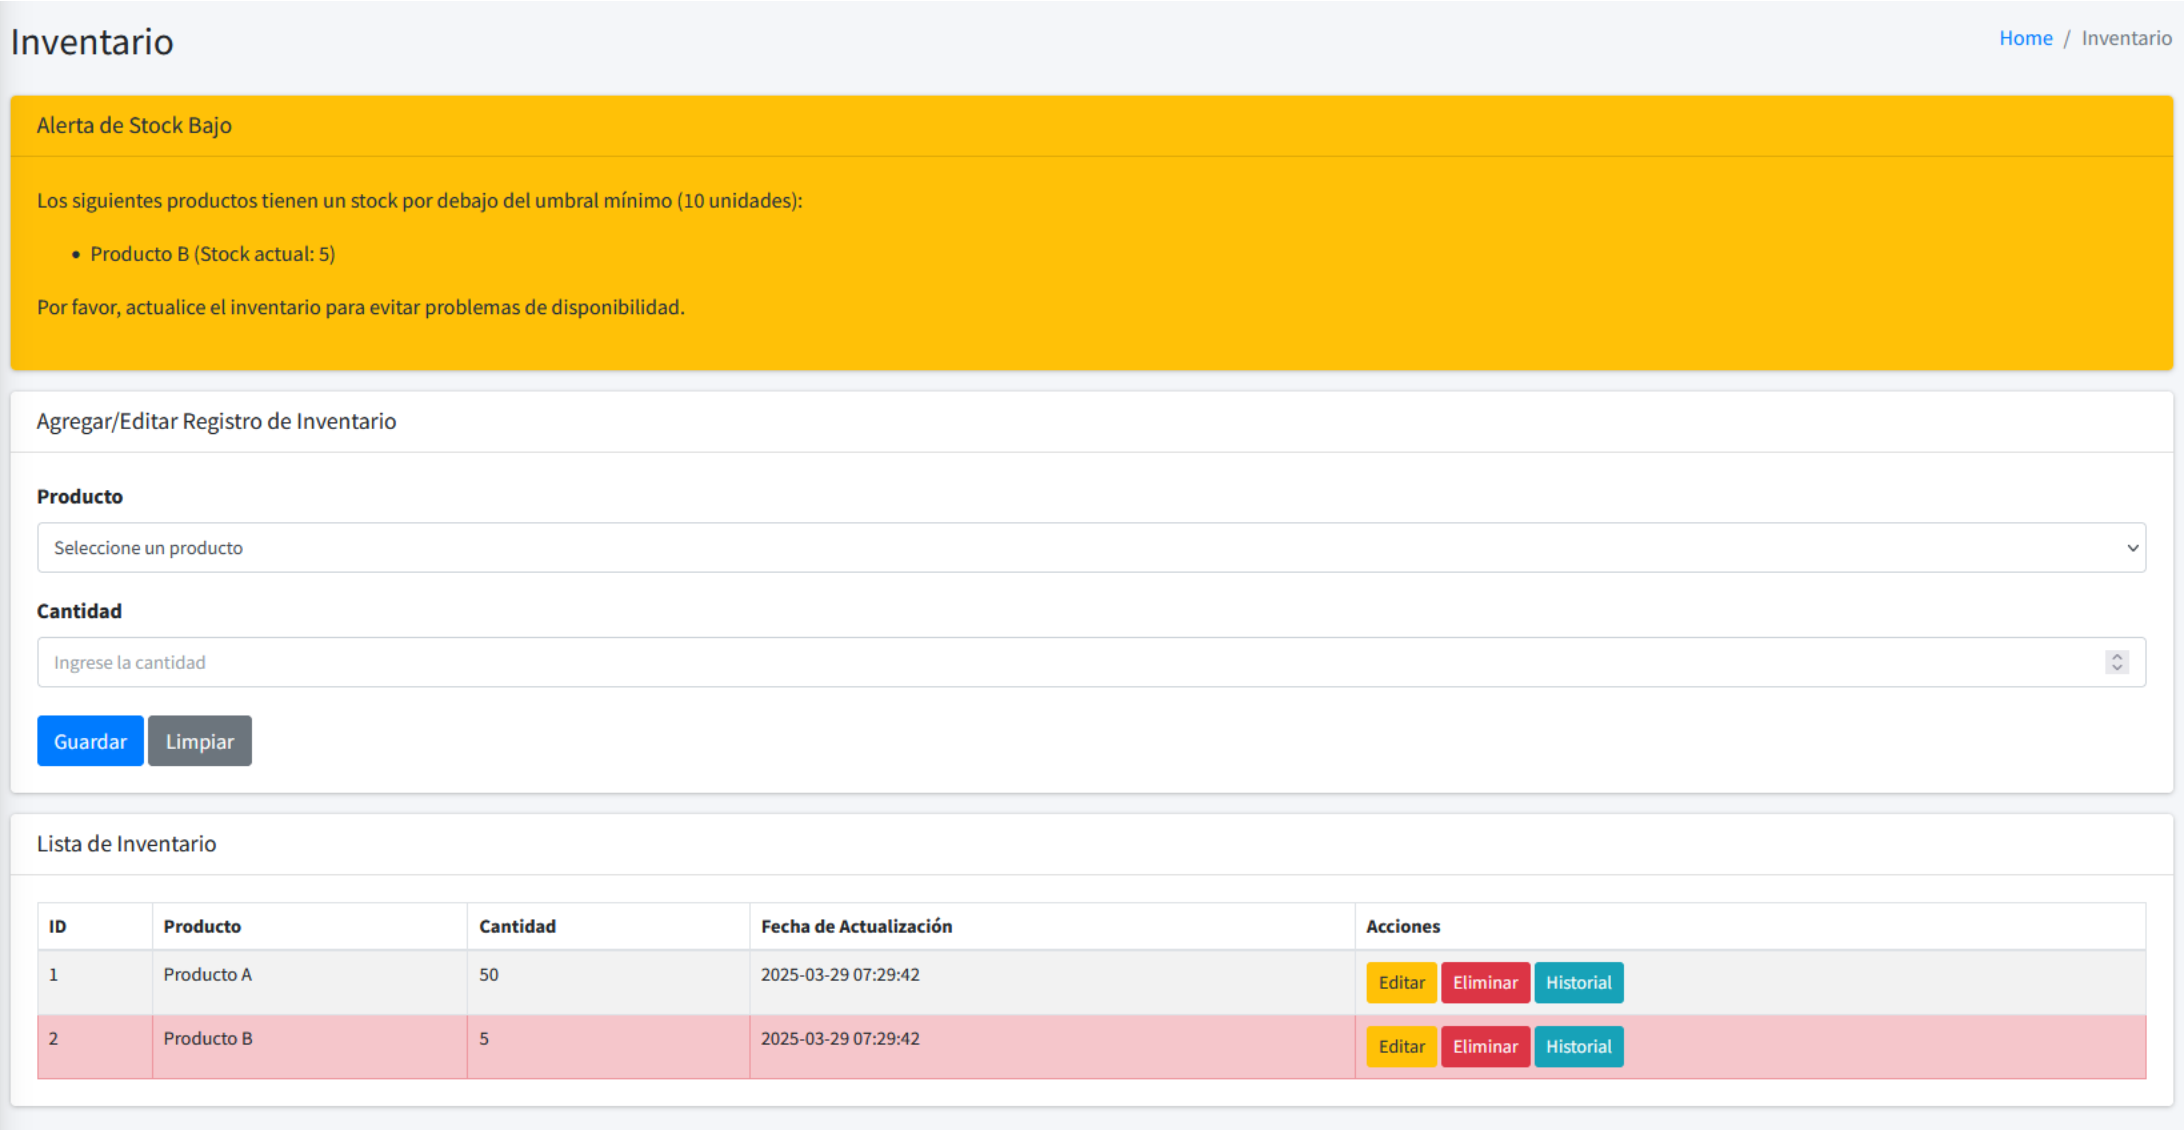 Inventario
Home / Inventario
Alerta de Stock Bajo
Los siguientes productos tienen un stock por debajo del umbral mínimo (10 unidades):
• Producto B (Stock actual: 5)
Por favor, actualice el inventario para evitar problemas de disponibilidad.
Agregar/Editar Registro de Inventario
Producto
Seleccione un producto
Cantidad
Ingrese la cantidad
Guardar Limpiar
Lista de Inventario
ID Producto Cantidad Fecha de Actualización Acciones
1 Producto A 50 2025-03-29 07:29:42 Editar Eliminar Historial
2 Producto B 5 2025-03-29 07:29:42 Editar Eliminar Historial